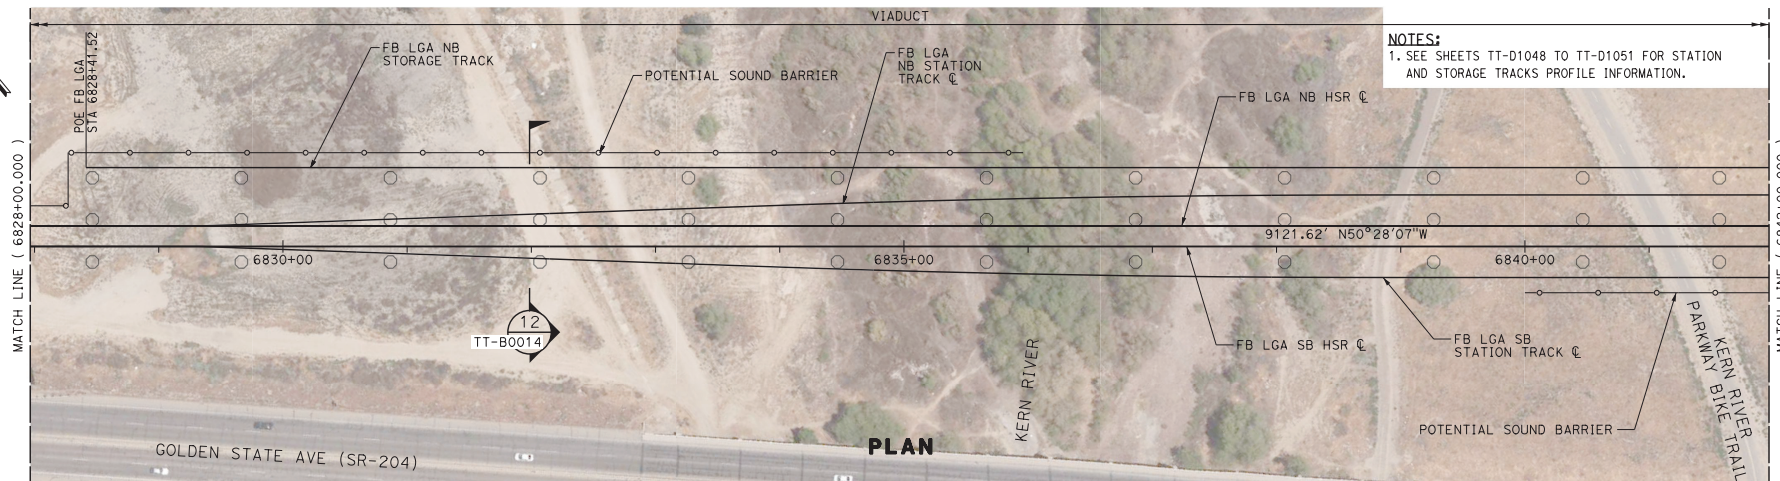 VIADUCT
NOTES:
1. SEE SHEETS TT-D1048 TO TT-D1051 FOR STATION
AND STORAGE TRACKS PROFILE INFORMATION.
POE FB LGA
STA 6828+41.52
FB LGA NB
STORAGE TRACK
POTENTIAL SOUND BARRIER
FB LGA
NB STATION
TRACK ℄
FB LGA NB HSR ℄
MATCH LINE ( 6828+00.000 )
9121.62' N50°28'07"W
6830+00
6835+00
6840+00
12
TT-B0014
FB LGA SB HSR ℄
FB LGA SB
STATION TRACK ℄
KERN RIVER
KERN RIVER
PARKWAY BIKE TRAIL
POTENTIAL SOUND BARRIER
GOLDEN STATE AVE (SR-204)
PLAN